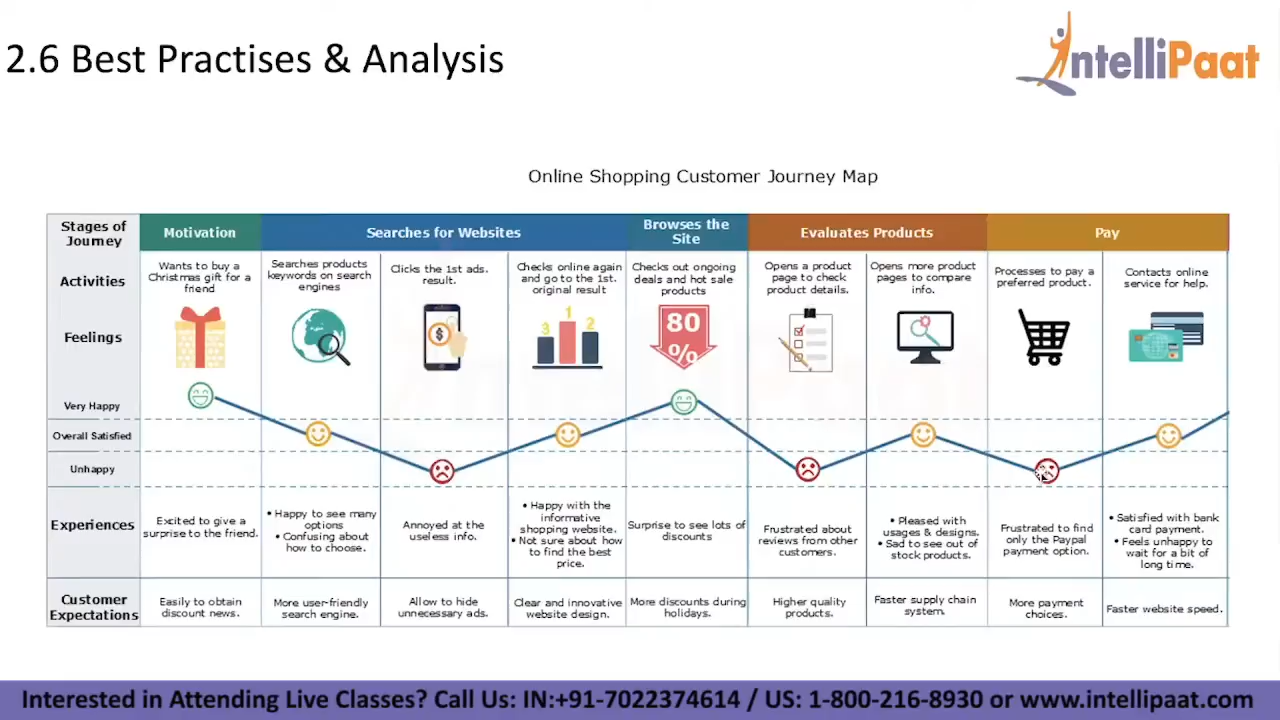 2.6 Best Practises & Analysis
IntelliPaat
Online Shopping Customer Journey Map
Stages of
Journey
Motivation
Searches for Websites
Browses the
Site
Evaluates Products
Pay
Activities
Wants to buy a
Christmas gift for a
friend
Searches products
keywords on search
engines
Clicks the 1st ads.
result.
Checks online again
and go to the 1st.
original result
Checks out ongoing
deals and hot sale
products
Opens a product
page to check
product details.
Opens more product
pages to compare
info.
Processes to pay a
preferred product.
Contacts online
service for help.
Feelings
$
3 1 2
80
%
Very Happy
Overall Satisfied
Unhappy
Experiences
Excited to give a
surprise to the friend.
• Happy to see many
options
• Confusing about
how to choose.
Annoyed at the
useless info.
• Happy with the
informative
shopping website.
• Not sure about how
to find the best
price.
Surprise to see lots of
discounts
Frustrated about
reviews from other
customers.
• Pleased with
usages & designs.
• Sad to see out of
stock products.
Frustrated to find
only the Paypal
payment option.
• Satisfied with bank
card payment.
• Feels unhappy to
wait for a bit of
long time.
Customer
Expectations
Easily to obtain
discount news.
More user-friendly
search engine.
Allow to hide
unnecessary ads.
Clear and innovative
website design.
More discounts during
holidays.
Higher quality
products.
Faster supply chain
system.
More payment
choices.
Faster website speed.
Interested in Attending Live Classes? Call Us: IN:+91-7022374614 / US: 1-800-216-8930 or www.intellipaat.com